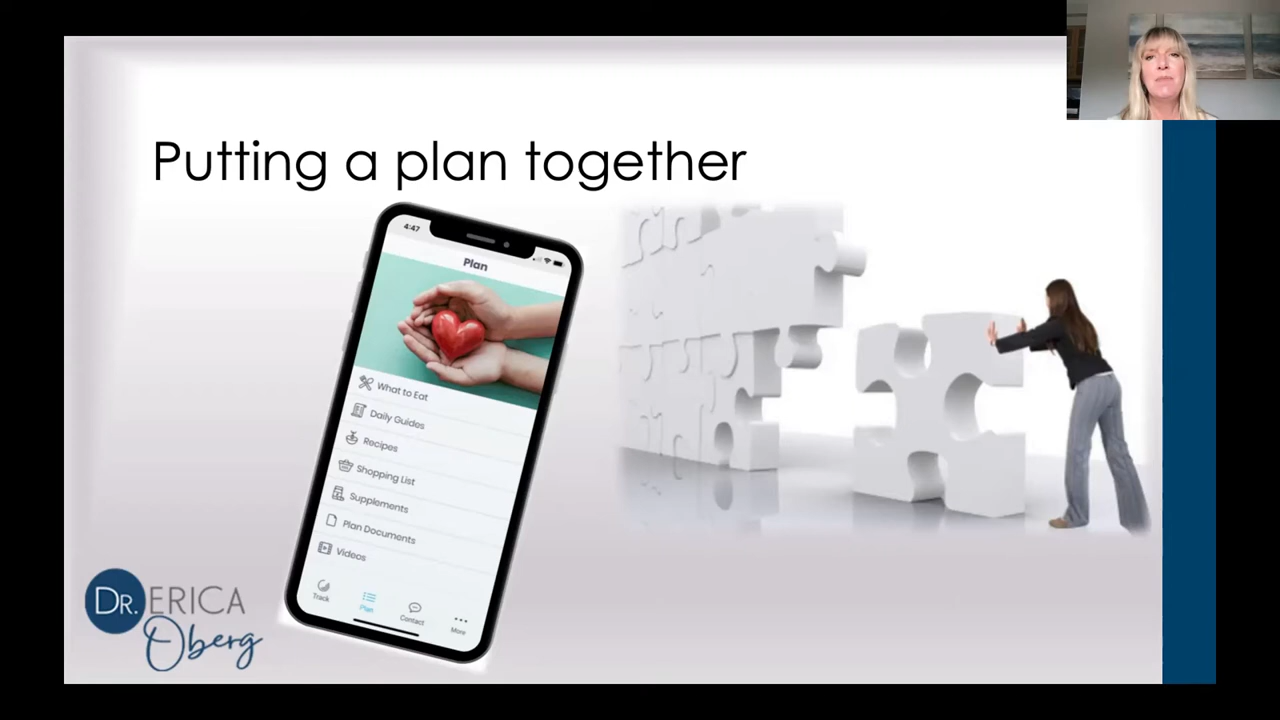 Putting a plan together
4:47
Plan
What to Eat
Daily Guides
Recipes
Shopping List
Supplements
Plan Documents
Videos
Track
Plan
Contact
More
DR. ERICA
Oberg